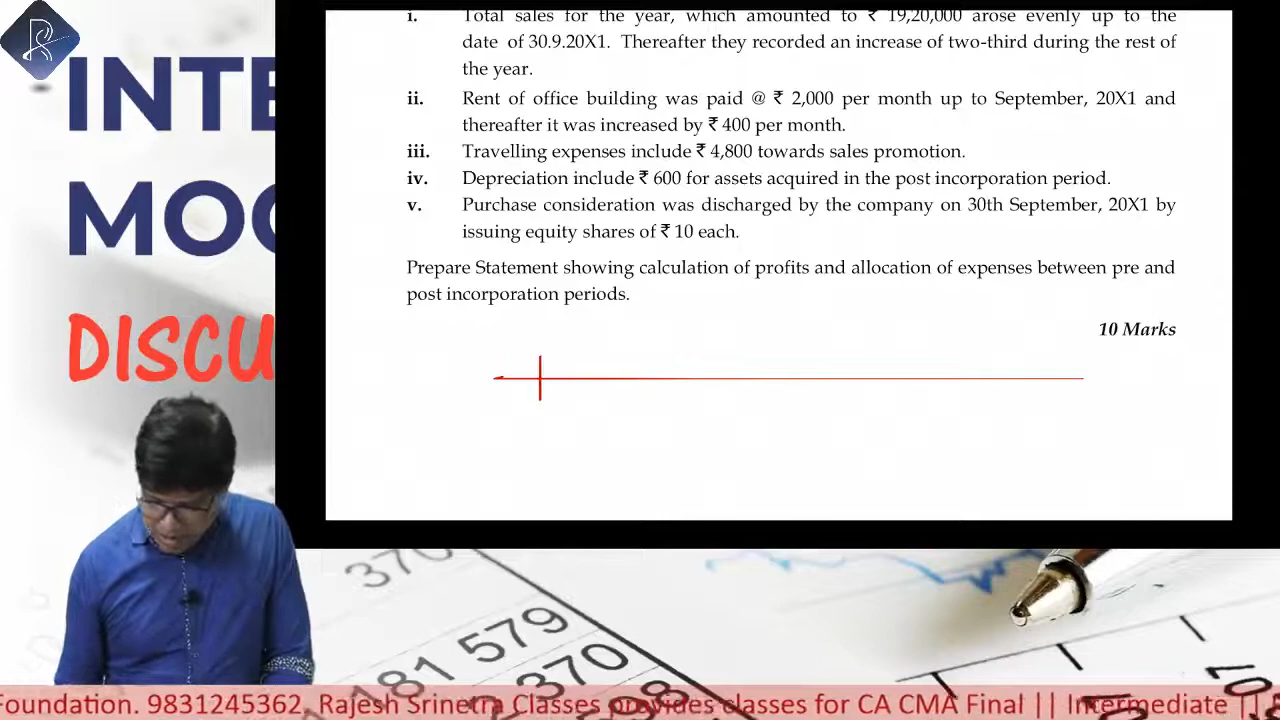 INTE
MOC
DISCU
i. Total sales for the year, which amounted to ₹ 19,20,000 arose evenly up to the
date of 30.9.20X1. Thereafter they recorded an increase of two-third during the rest of
the year.
ii. Rent of office building was paid @ ₹ 2,000 per month up to September, 20X1 and
thereafter it was increased by ₹ 400 per month.
iii. Travelling expenses include ₹ 4,800 towards sales promotion.
iv. Depreciation include ₹ 600 for assets acquired in the post incorporation period.
v. Purchase consideration was discharged by the company on 30th September, 20X1 by
issuing equity shares of ₹ 10 each.
Prepare Statement showing calculation of profits and allocation of expenses between pre and
post incorporation periods.
10 Marks
370
579
181
370
Foundation. 9831245362, Rajesh Srinetra Classes provides classes for CA CMA Final || Intermediate ||